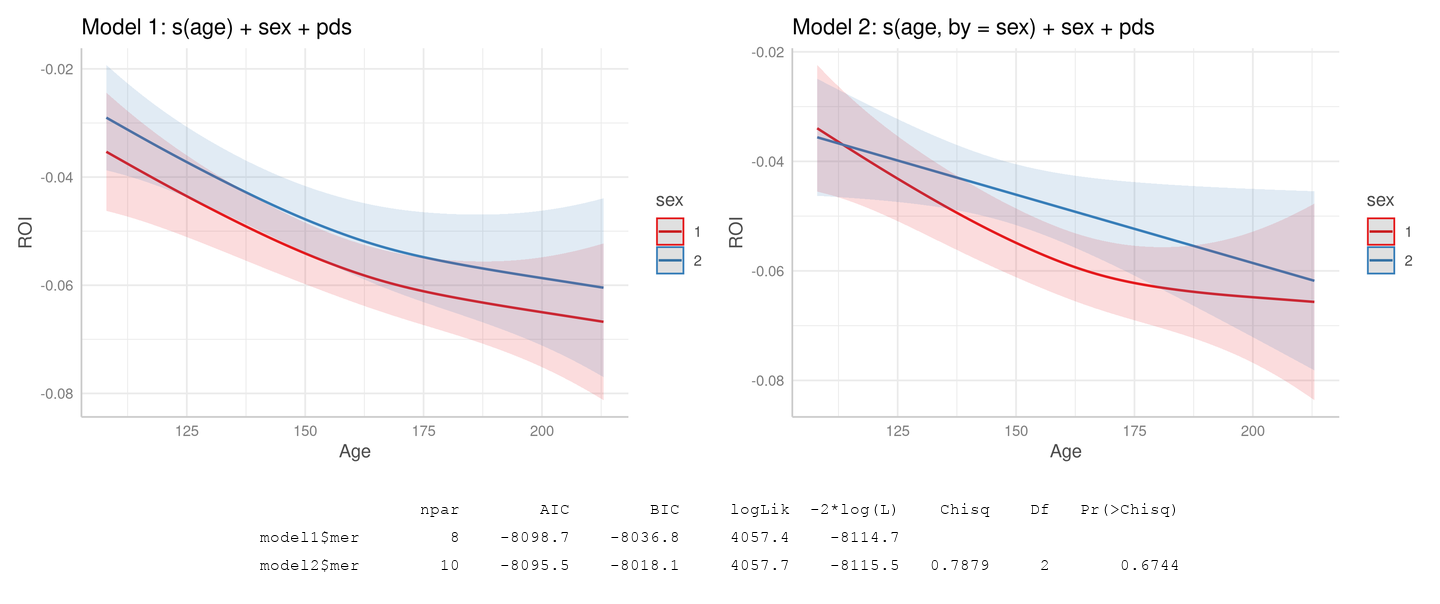 Model 1: s(age) + sex + pds
-0.02
-0.04
-0.06
-0.08
ROI
125 150 175 200
Age
sex
1
2
Model 2: s(age, by = sex) + sex + pds
-0.02
-0.04
-0.06
-0.08
ROI
125 150 175 200
Age
sex
1
2
npar AIC BIC logLik -2*log(L) Chisq Df Pr(>Chisq)
model1$mer 8 -8098.7 -8036.8 4057.4 -8114.7
model2$mer 10 -8095.5 -8018.1 4057.7 -8115.5 0.7879 2 0.6744